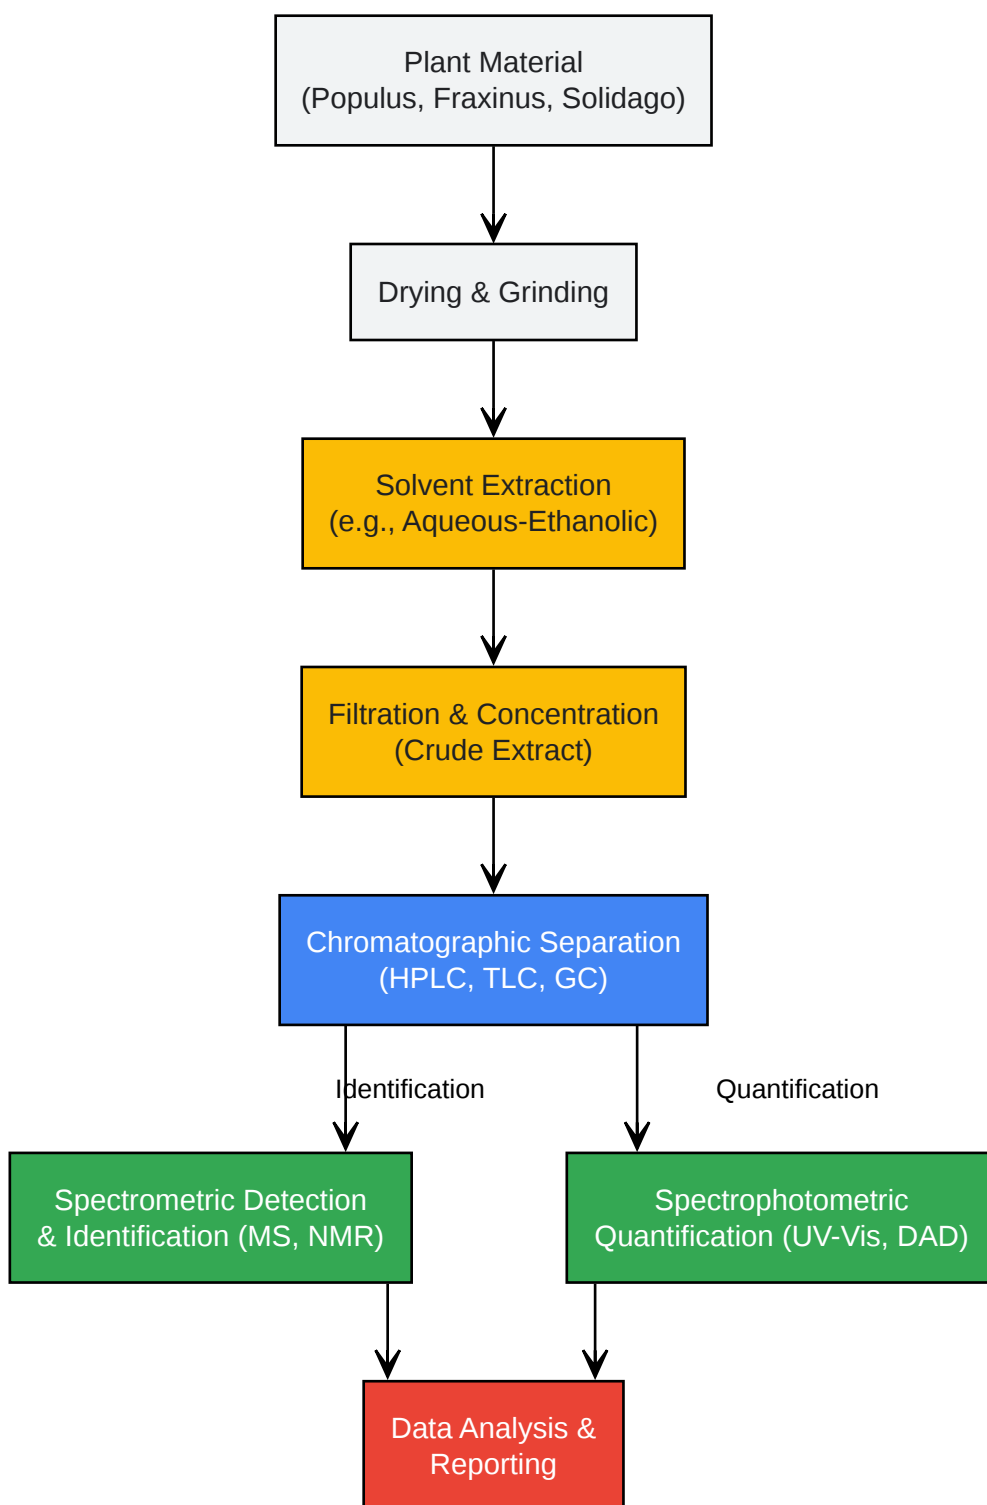 Plant Material
(Populus, Fraxinus, Solidago)
Drying & Grinding
Solvent Extraction
(e.g., Aqueous-Ethanolic)
Filtration & Concentration
(Crude Extract)
Chromatographic Separation
(HPLC, TLC, GC)
Identification
Quantification
Spectrometric Detection
& Identification (MS, NMR)
Spectrophotometric
Quantification (UV-Vis, DAD)
Data Analysis &
Reporting